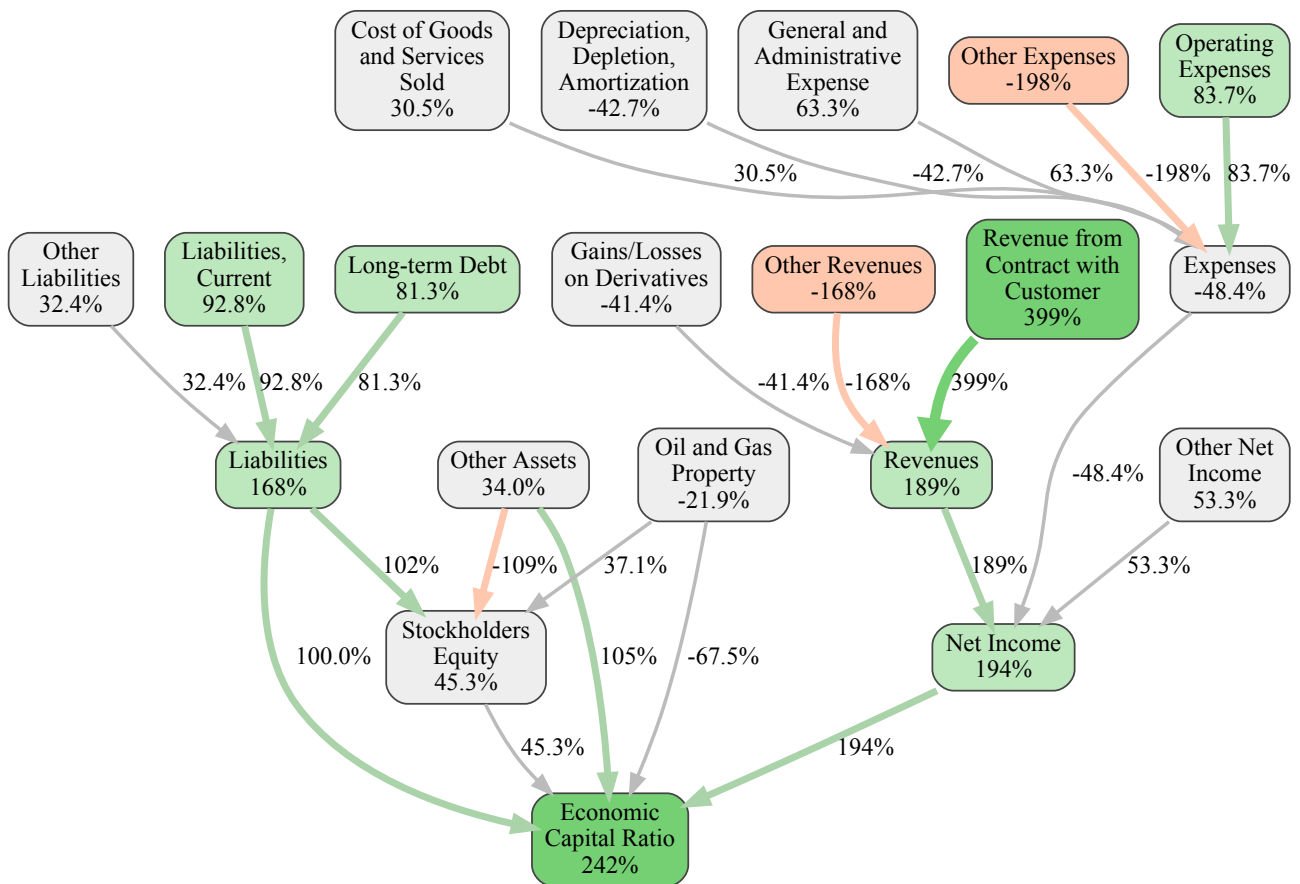 Cost of Goods
and Services
Sold
30.5%
Depreciation,
Depletion,
Amortization
-42.7%
General and
Administrative
Expense
63.3%
Other Expenses
-198%
Operating
Expenses
83.7%
30.5%
-42.7%
63.3%
-198%
83.7%
Other
Liabilities
32.4%
Liabilities,
Current
92.8%
Long-term Debt
81.3%
Gains/Losses
on Derivatives
-41.4%
Other Revenues
-168%
Revenue from
Contract with
Customer
399%
Expenses
-48.4%
32.4%
92.8%
81.3%
-41.4%
-168%
399%
-48.4%
Liabilities
168%
Other Assets
34.0%
Oil and Gas
Property
-21.9%
Revenues
189%
Other Net
Income
53.3%
102%
-109%
37.1%
189%
53.3%
Stockholders
Equity
45.3%
Net Income
194%
100.0%
105%
-67.5%
45.3%
194%
Economic
Capital Ratio
242%